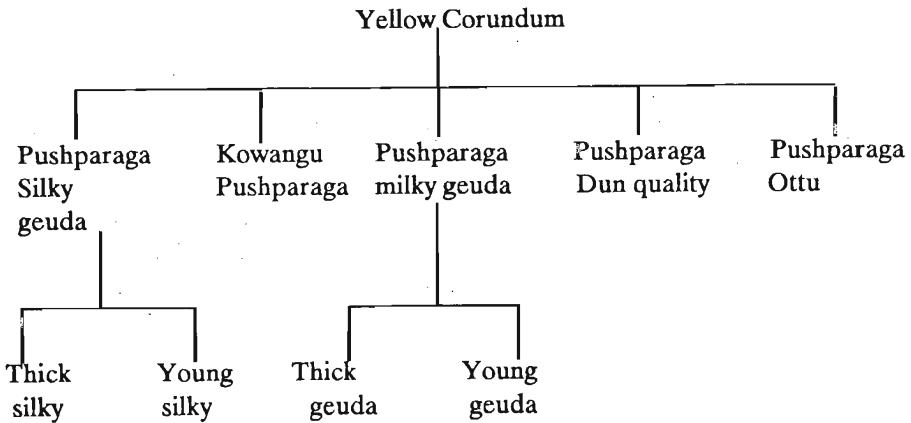 Yellow Corundum
Pushparaga
Silky
geuda
Kowangu
Pushparaga
Pushparaga
milky geuda
Pushparaga
Dun quality
Pushparaga
Ottu
Thick
silky
Young
silky
Thick
geuda
Young
geuda